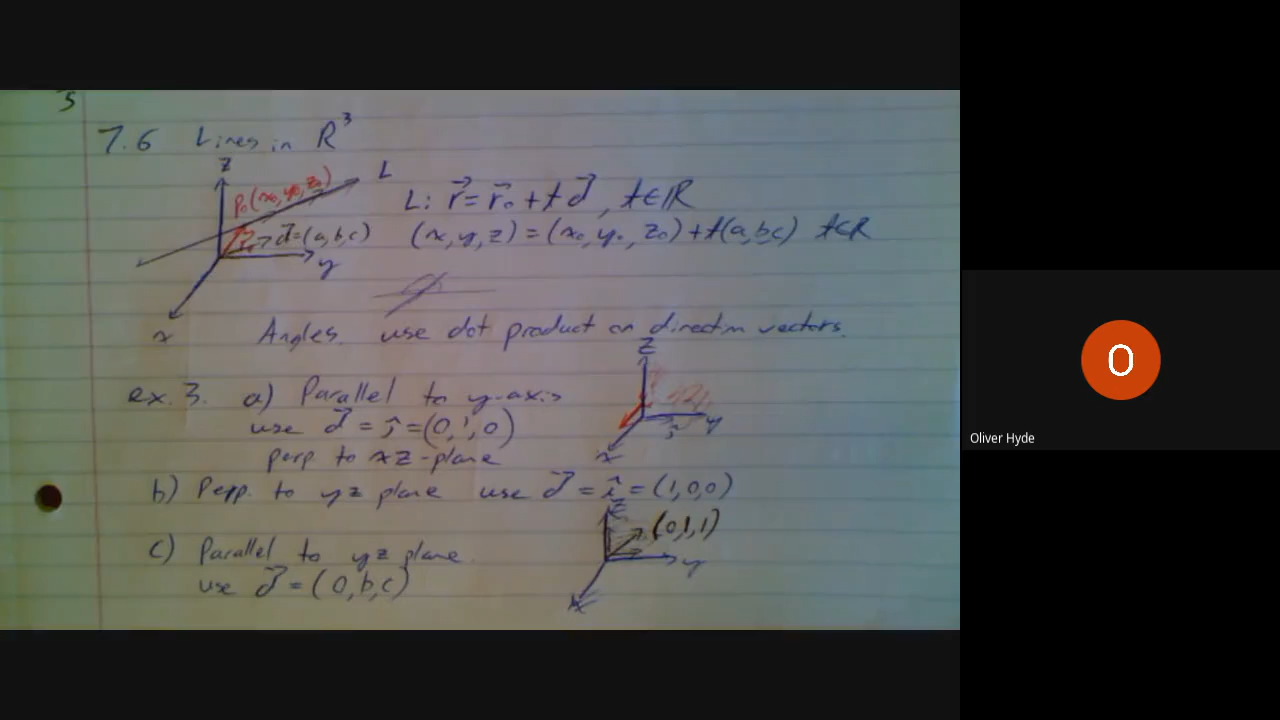 5
7.6 Lines in R³
z
L
P₀(x₀,y₀,z₀)
L: r⃗ = r⃗₀ + t d⃗, t∈ℝ
d⃗=(a,b,c)
(x,y,z) = (x₀,y₀,z₀)+t(a,b,c) t∈R
y
x
Angles. use dot product on direction vectors.
z
ex. 3. a) Parallel to y-axis
use d⃗ = ĵ = (0,1,0)
y
ĵ
perp to xz-plane
x
b) Perp. to yz plane use d⃗ = î = (1,0,0)
z
(0,1,1)
c) Parallel to yz plane
y
use d⃗ = (0,b,c)
x
O
Oliver Hyde